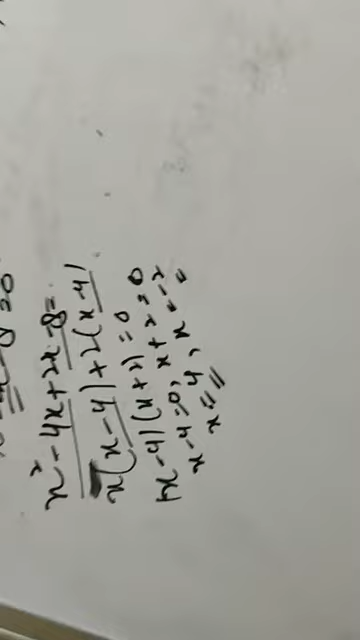 x² - 4x + 2x - 8 =
x(x - 4) + 2(x - 4)
(x - 4)(x + 2) = 0
x - 4 = 0, x + 2 = 0
x = 4, x = -2